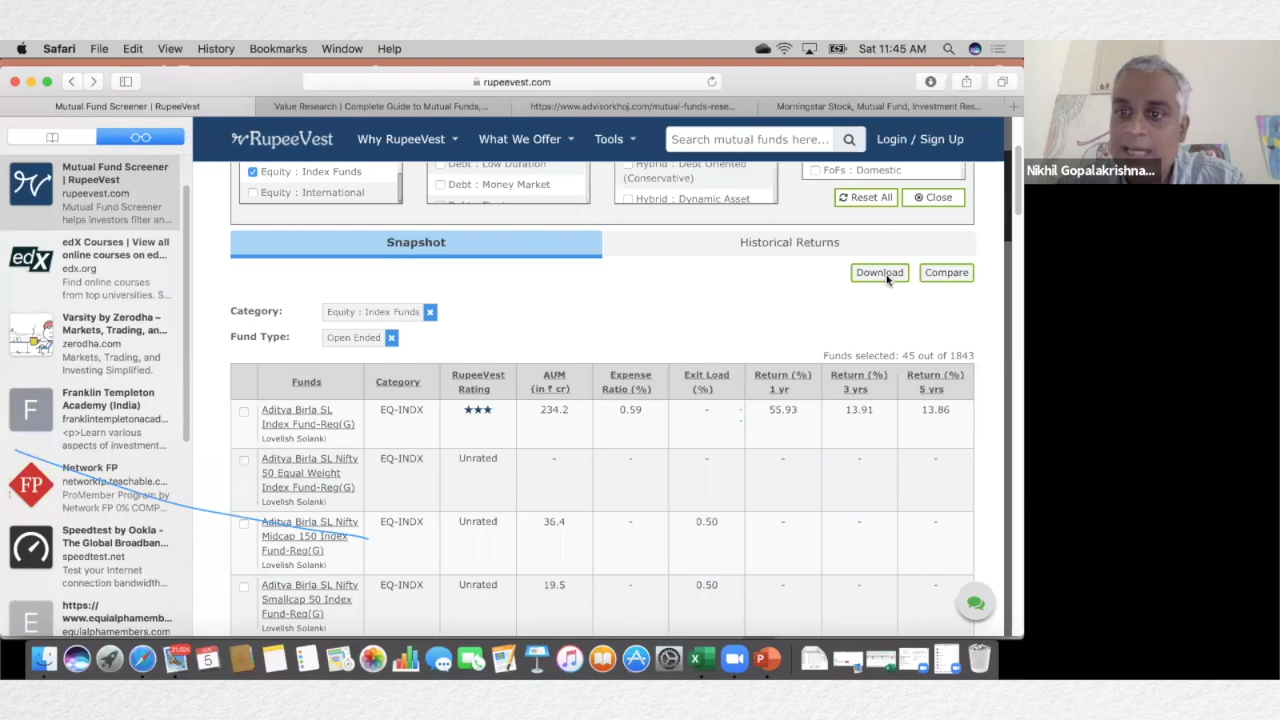 Safari File Edit View History Bookmarks Window Help Sat 11:45 AM
rupeevest.com
Mutual Fund Screener | RupeeVest
Value Research | Complete Guide to Mutual Funds,...
https://www.advisorkhoj.com/mutual-funds-rese...
Morningstar Stock, Mutual Fund, Investment Res...
Mutual Fund Screener
| RupeeVest
rupeevest.com
Mutual Fund Screener
helps investors filter an...
edX
edX Courses | View all
online courses on ed...
edx.org
Find online courses
from top universities. S...
Varsity by Zerodha –
Markets, Trading, an...
zerodha.com
Markets, Trading, and
Investing Simplified.
F
Franklin Templeton
Academy (India)
franklintempletonacad...
<p>Learn various
aspects of investment...
FP
Network FP
networkfp.teachable.c...
ProMember Program by
Network FP 0% COMP...
Speedtest by Ookla -
The Global Broadban...
speedtest.net
Test your Internet
connection bandwidth...
E
https://
www.equialphamemb...
equialphamembers.com
RupeeVest Why RupeeVest What We Offer Tools Search mutual funds here... Login / Sign Up
Equity : Index Funds
Equity : International
Debt : Low Duration
Debt : Money Market
Hybrid : Debt Oriented
(Conservative)
Hybrid : Dynamic Asset
FoFs : Domestic
Reset All Close
Snapshot Historical Returns
Download Compare
Category: Equity : Index Funds
Fund Type: Open Ended
Funds selected: 45 out of 1843
Funds Category RupeeVest Rating AUM (in ₹ cr) Expense Ratio (%) Exit Load (%) Return (%) 1 yr Return (%) 3 yrs Return (%) 5 yrs
Aditya Birla SL EQ-INDX ★★★ 234.2 0.59 - 55.93 13.91 13.86
Index Fund-Reg(G)
Lovelish Solanki
Aditya Birla SL Nifty EQ-INDX Unrated - - - - - -
50 Equal Weight
Index Fund-Reg(G)
Lovelish Solanki
Aditya Birla SL Nifty EQ-INDX Unrated 36.4 - 0.50 - - -
Midcap 150 Index
Fund-Reg(G)
Lovelish Solanki
Aditya Birla SL Nifty EQ-INDX Unrated 19.5 - 0.50 - - -
Smallcap 50 Index
Fund-Reg(G)
Lovelish Solanki
Nikhil Gopalakrishna...